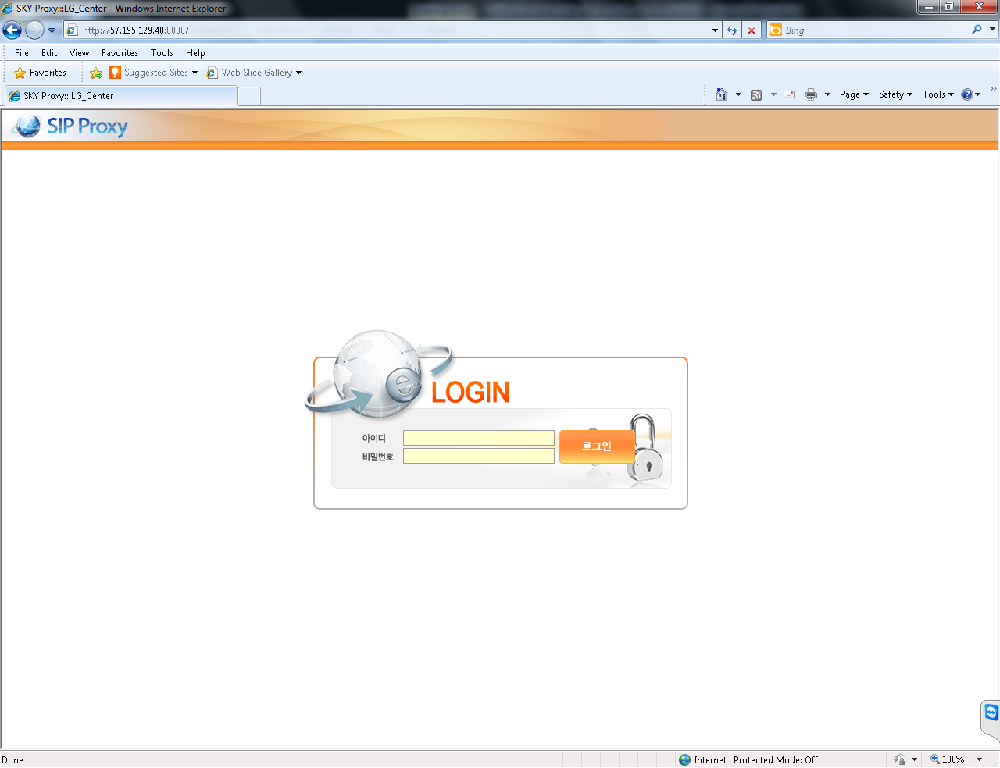 SKY Proxy:::LG_Center - Windows Internet Explorer
http://57.195.129.40:8000/
Bing
File Edit View Favorites Tools Help
Favorites Suggested Sites Web Slice Gallery
SKY Proxy:::LG_Center
Page Safety Tools
SIP Proxy
e
LOGIN
아이디
비밀번호
로그인
Done
Internet | Protected Mode: Off
100%